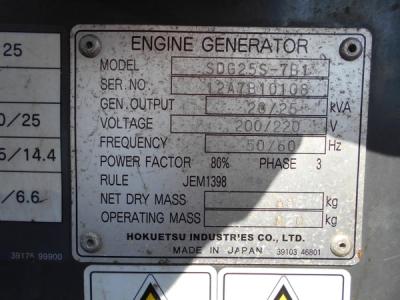 25
0/25
5/14.4
/6.6
3917A 99900
ENGINE GENERATOR
MODEL SDG25S-7B1
SER.NO. 12A7B10108
GEN.OUTPUT 20/25 kVA
VOLTAGE 200/220 V
FREQUENCY 50/60 Hz
POWER FACTOR 80% PHASE 3
RULE JEM1398
NET DRY MASS kg
OPERATING MASS kg
HOKUETSU INDUSTRIES CO., LTD.
MADE IN JAPAN 39103 46801